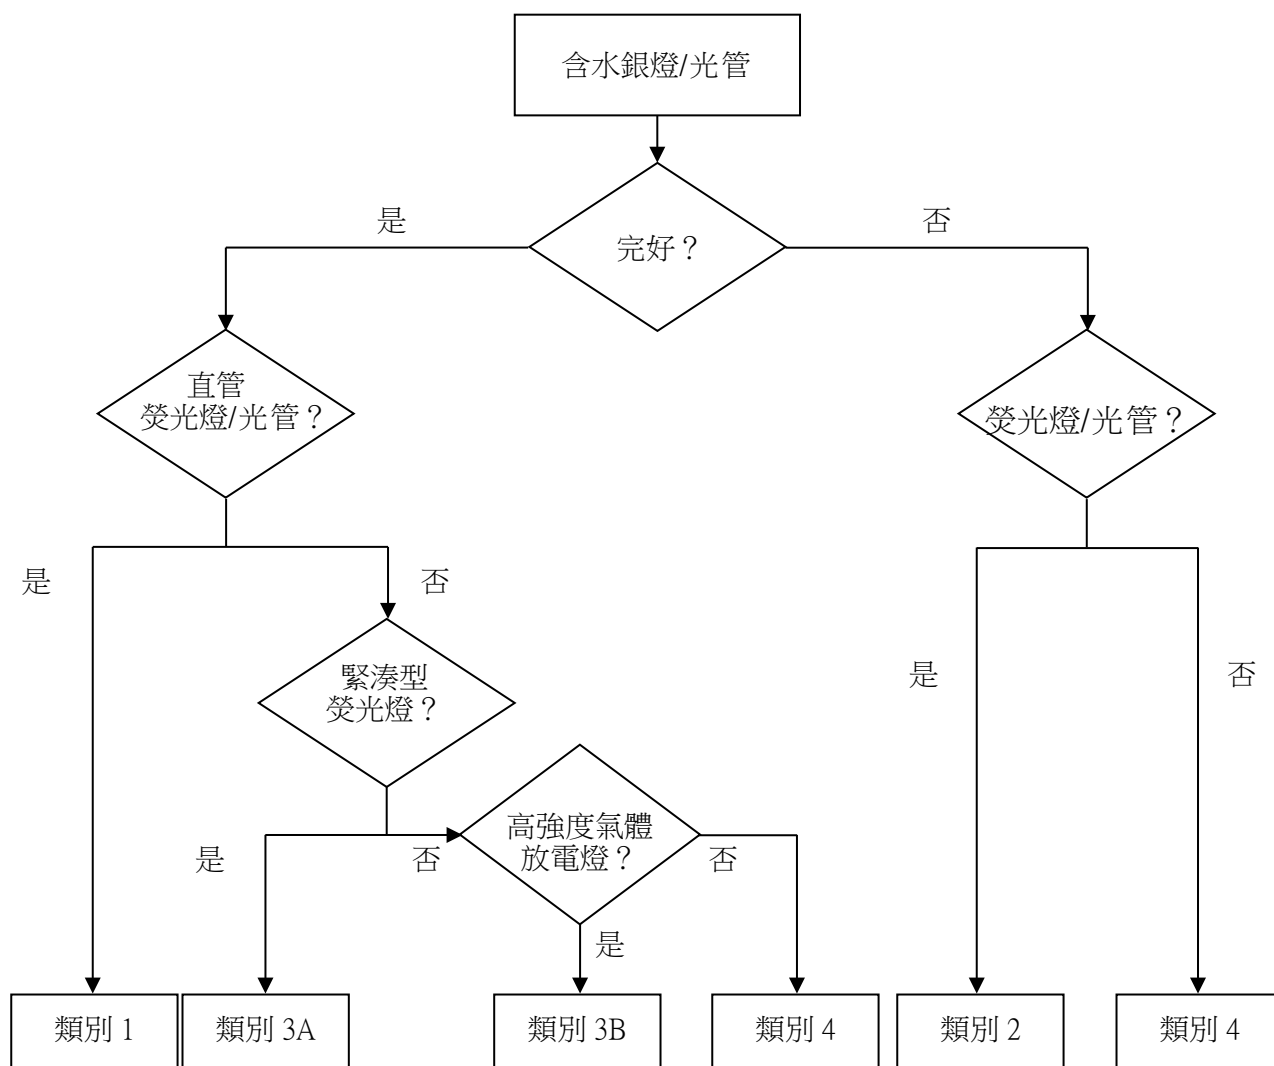 含水銀燈/光管
是
否
完好？
直管
熒光燈/光管？
熒光燈/光管？
是
否
緊湊型
熒光燈？
是
否
高強度氣體
放電燈？
是
否
否
是
類別 1
類別 3A
類別 3B
類別 4
類別 2
類別 4